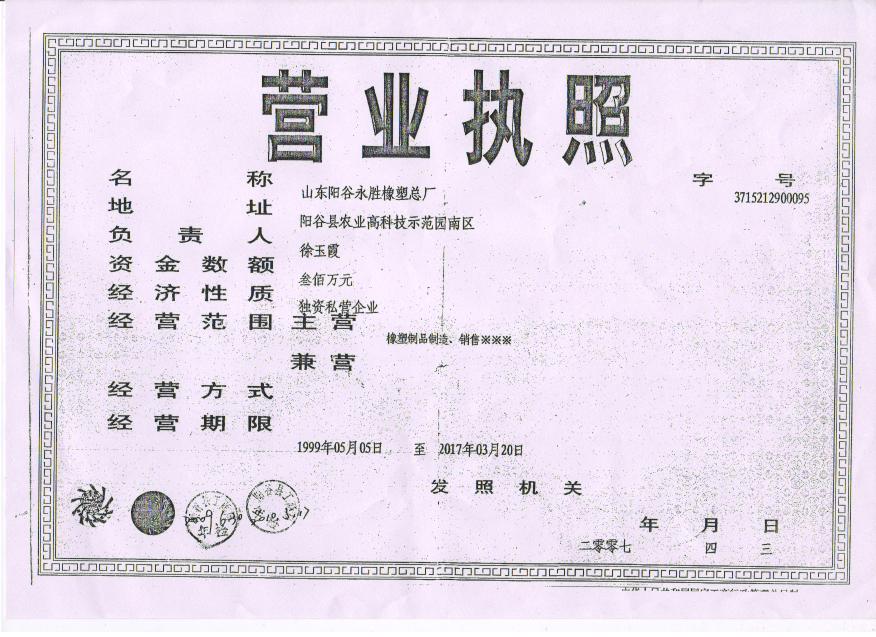 营业执照
名称 山东阳谷永胜橡塑总厂
字号 3715212900095
地址 阳谷县农业高科技示范园南区
负责人 徐玉霞
资金数额 叁佰万元
经济性质 独资私营企业
经营范围 主营 橡塑制品制造、销售※※※
兼营
经营方式
经营期限 1999年05月05日 至 2017年03月20日
发照机关
年 月 日
二零零七 四 三